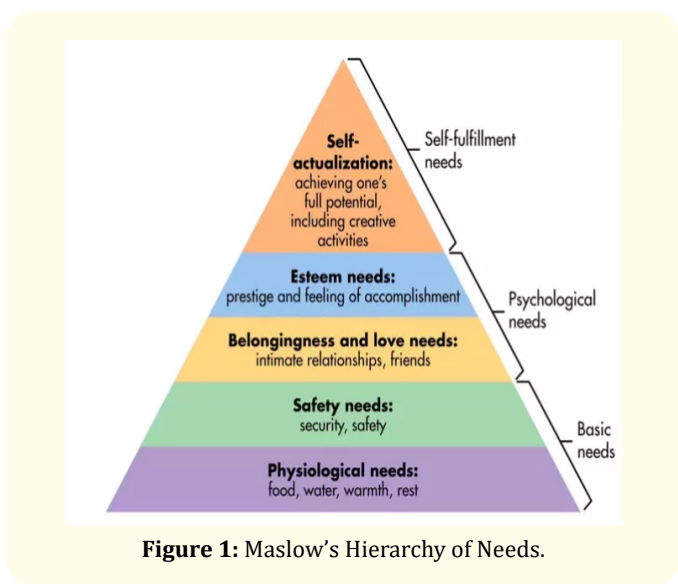 Self-
actualization:
achieving one's
full potential,
including creative
activities
Self-fulfillment
needs
Esteem needs:
prestige and feeling of accomplishment
Psychological
needs
Belongingness and love needs:
intimate relationships, friends
Safety needs:
security, safety
Basic
needs
Physiological needs:
food, water, warmth, rest
Figure 1: Maslow’s Hierarchy of Needs.